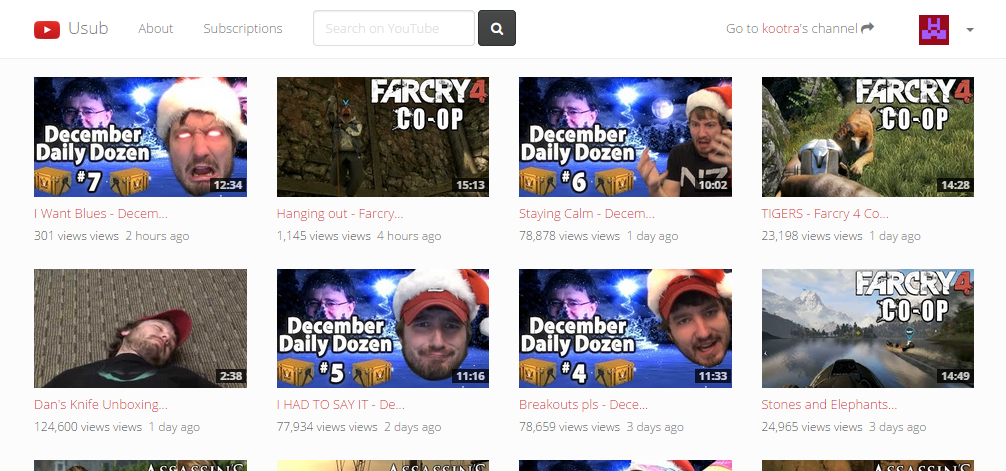 Usub About Subscriptions Search on YouTube Go to kootra's channel
December
Daily Dozen
#7
12:34
FARCRY4
CO-OP
15:13
December
Daily Dozen
#6
N7
10:02
FARCRY4
CO-OP
14:28
I Want Blues - Decem...
301 views views 2 hours ago
Hanging out - Farcry...
1,145 views views 4 hours ago
Staying Calm - Decem...
78,878 views views 1 day ago
TIGERS - Farcry 4 Co...
23,198 views views 1 day ago
2:38
December
Daily Dozen
#5
11:16
December
Daily Dozen
#4
11:33
FARCRY4
CO-OP
14:49
Dan's Knife Unboxing...
124,600 views views 1 day ago
I HAD TO SAY IT - De...
77,934 views views 2 days ago
Breakouts pls - Dece...
78,659 views views 3 days ago
Stones and Elephants...
24,965 views views 3 days ago
ASSASSIN'S
ASSASSIN'S
ASSASSIN'S